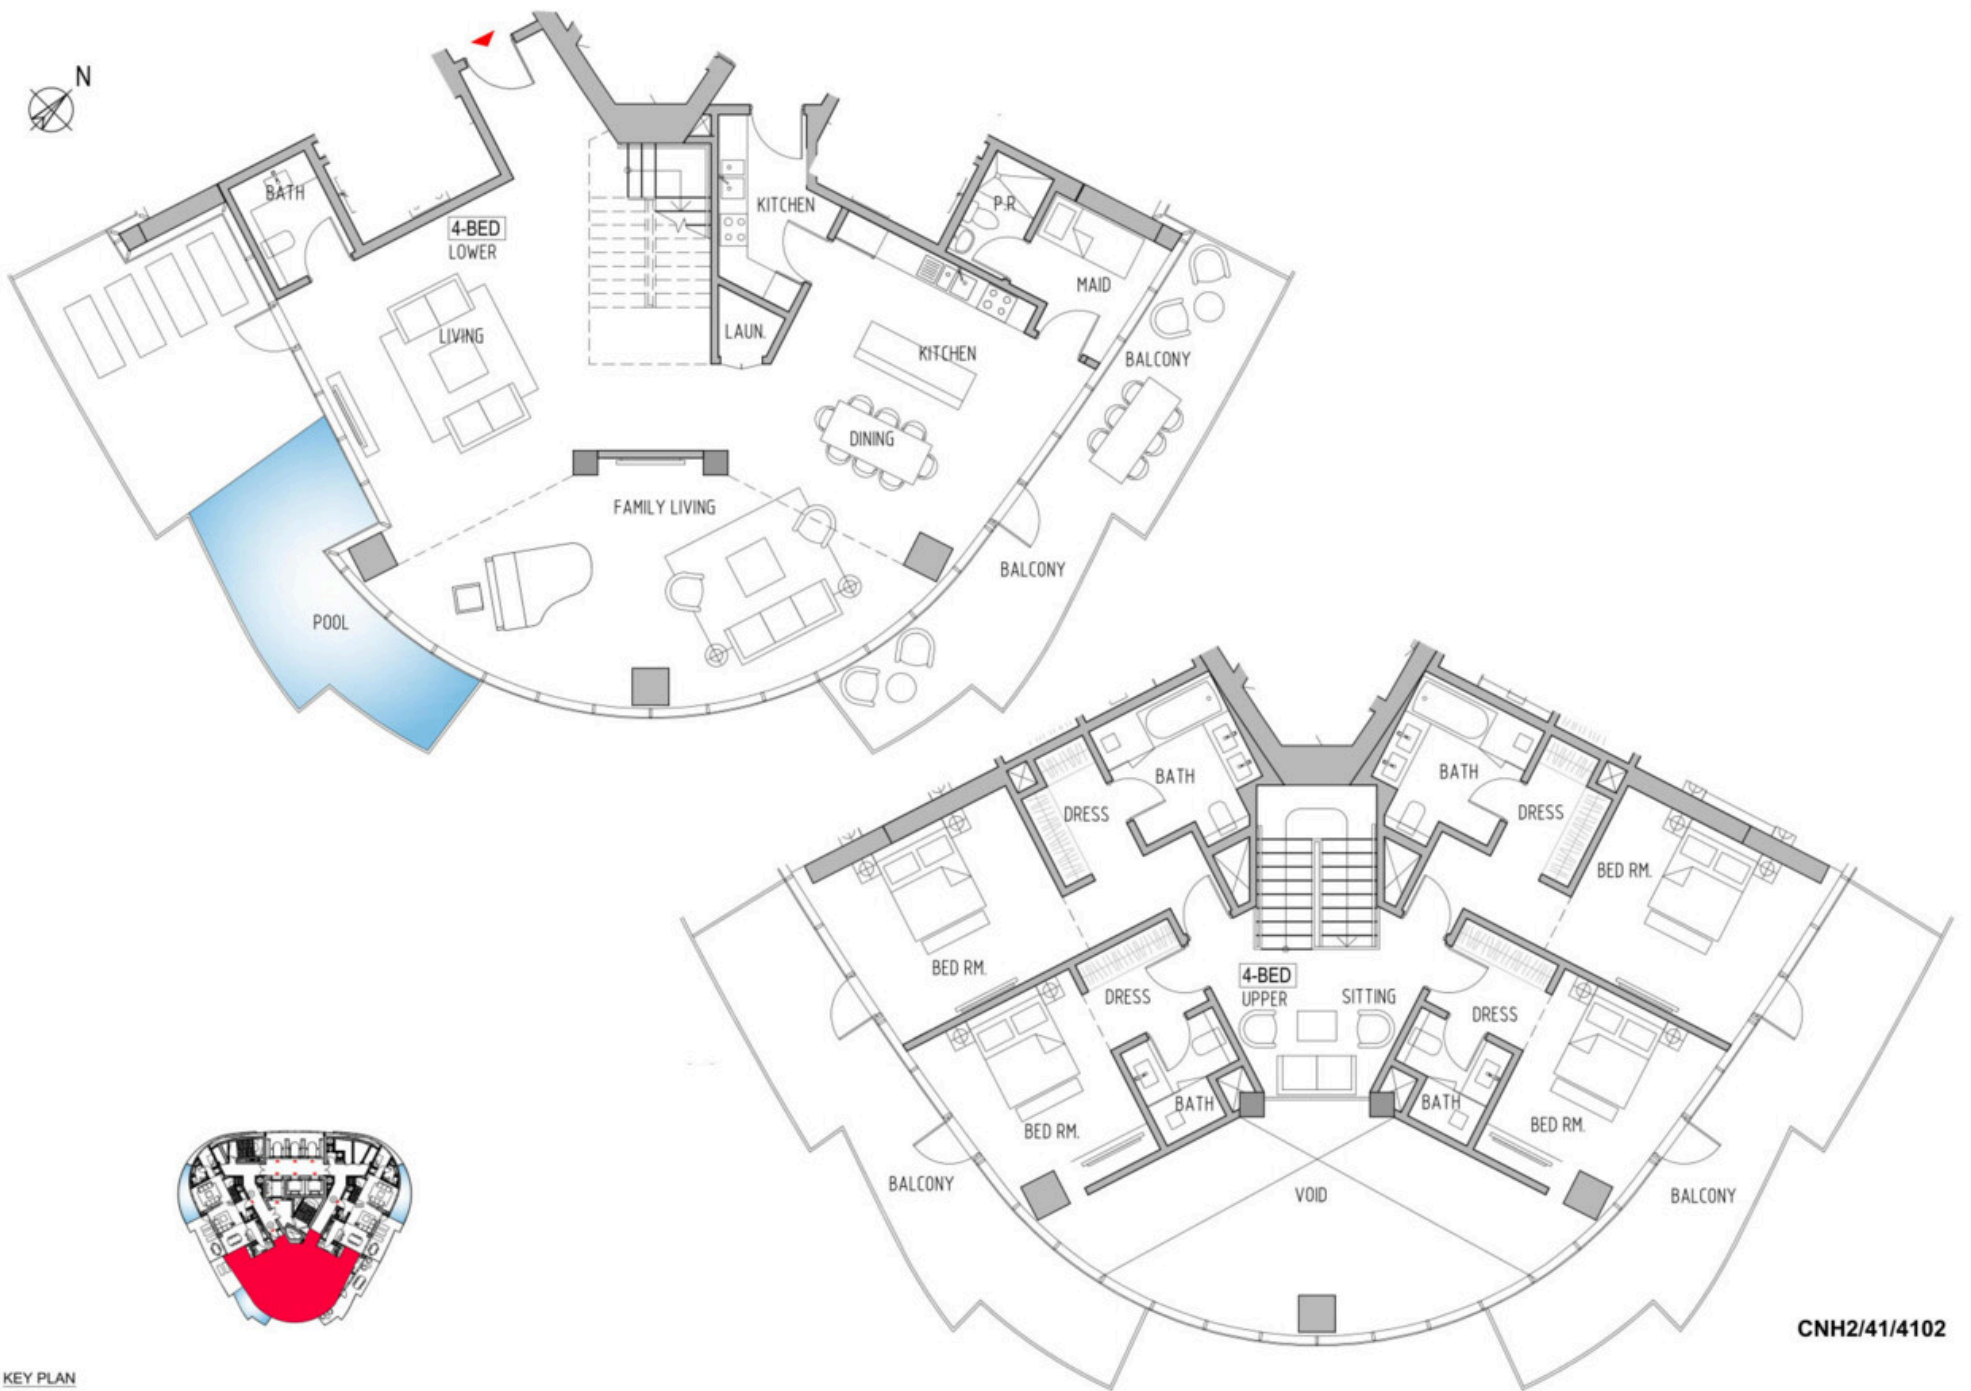 N
BATH
P.R
KITCHEN
4-BED
LOWER
MAID
LIVING
LAUN.
KITCHEN
BALCONY
DINING
FAMILY LIVING
BALCONY
POOL
BATH
BATH
DRESS
DRESS
BED RM.
BED RM.
4-BED
UPPER
SITTING
DRESS
DRESS
BATH
BATH
BED RM.
BED RM.
BALCONY
VOID
BALCONY
CNH2/41/4102
KEY PLAN